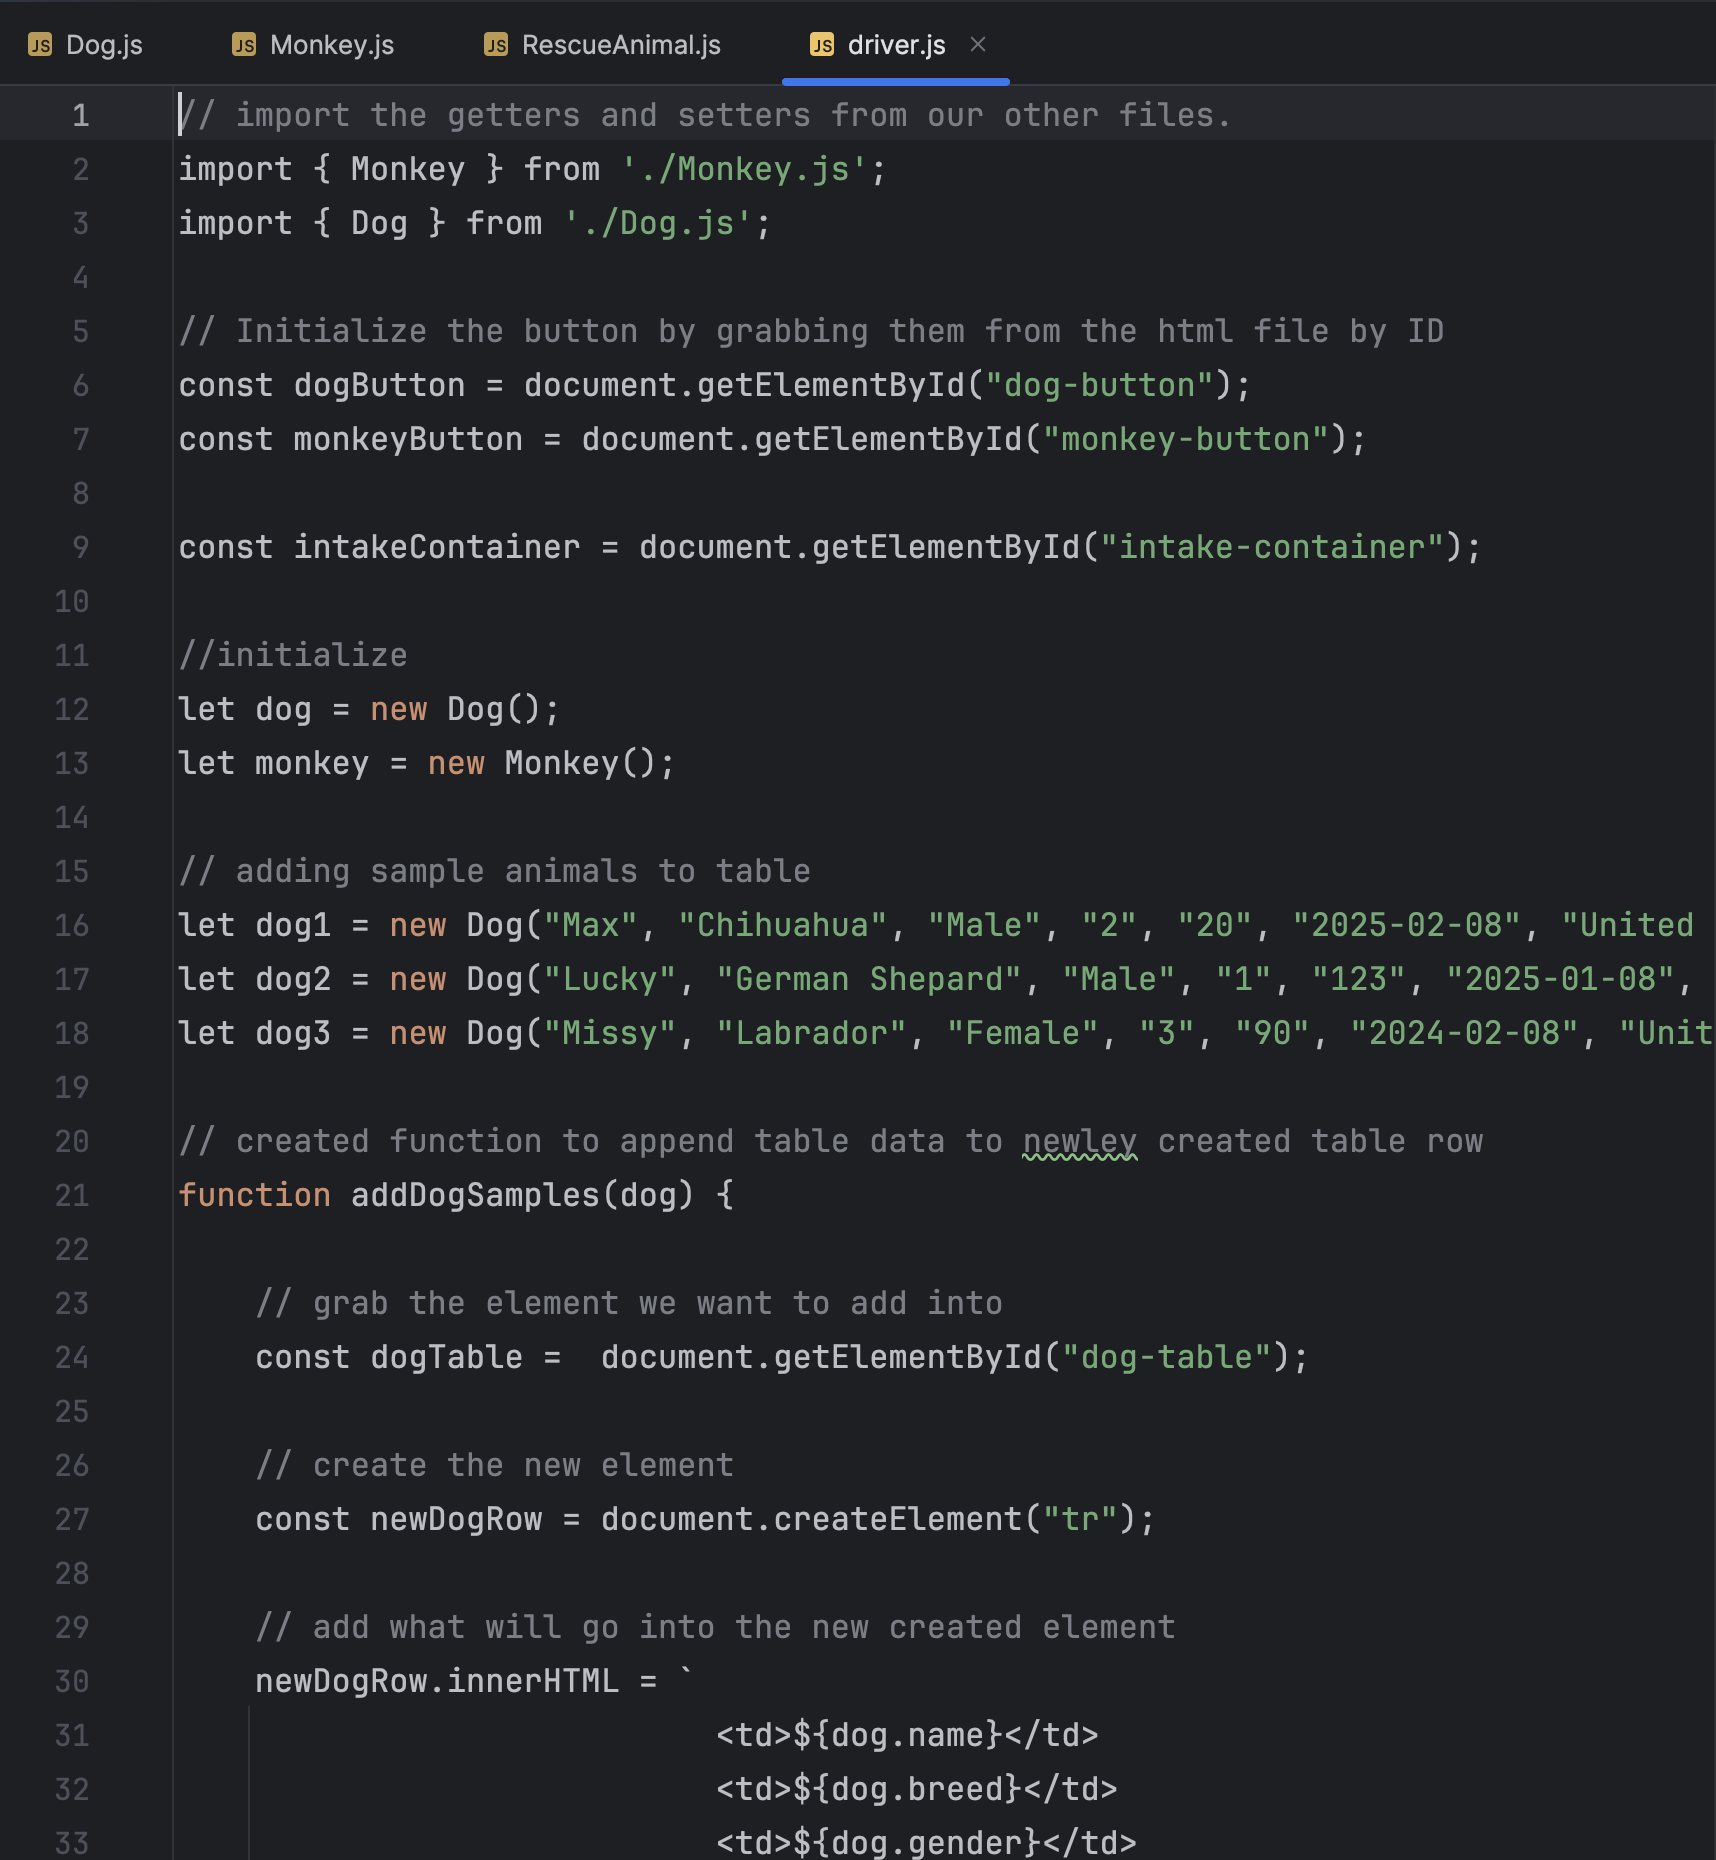 JS Dog.js JS Monkey.js JS RescueAnimal.js JS driver.js ×
1 // import the getters and setters from our other files.
2 import { Monkey } from './Monkey.js';
3 import { Dog } from './Dog.js';
4
5 // Initialize the button by grabbing them from the html file by ID
6 const dogButton = document.getElementById("dog-button");
7 const monkeyButton = document.getElementById("monkey-button");
8
9 const intakeContainer = document.getElementById("intake-container");
10
11 //initialize
12 let dog = new Dog();
13 let monkey = new Monkey();
14
15 // adding sample animals to table
16 let dog1 = new Dog("Max", "Chihuahua", "Male", "2", "20", "2025-02-08", "United
17 let dog2 = new Dog("Lucky", "German Shepard", "Male", "1", "123", "2025-01-08",
18 let dog3 = new Dog("Missy", "Labrador", "Female", "3", "90", "2024-02-08", "Unit
19
20 // created function to append table data to newley created table row
21 function addDogSamples(dog) {
22
23     // grab the element we want to add into
24     const dogTable =  document.getElementById("dog-table");
25
26     // create the new element
27     const newDogRow = document.createElement("tr");
28
29     // add what will go into the new created element
30     newDogRow.innerHTML = `
31                             <td>${dog.name}</td>
32                             <td>${dog.breed}</td>
33                             <td>${dog.gender}</td>